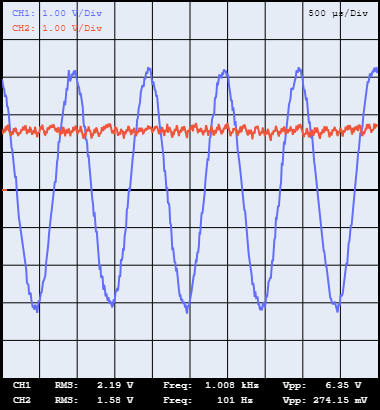 CH1: 1.00 V/Div 500 µs/Div
CH2: 1.00 V/Div
CH1 RMS: 2.19 V Freq: 1.008 kHz Vpp: 6.35 V
CH2 RMS: 1.58 V Freq: 101 Hz Vpp: 274.15 mV